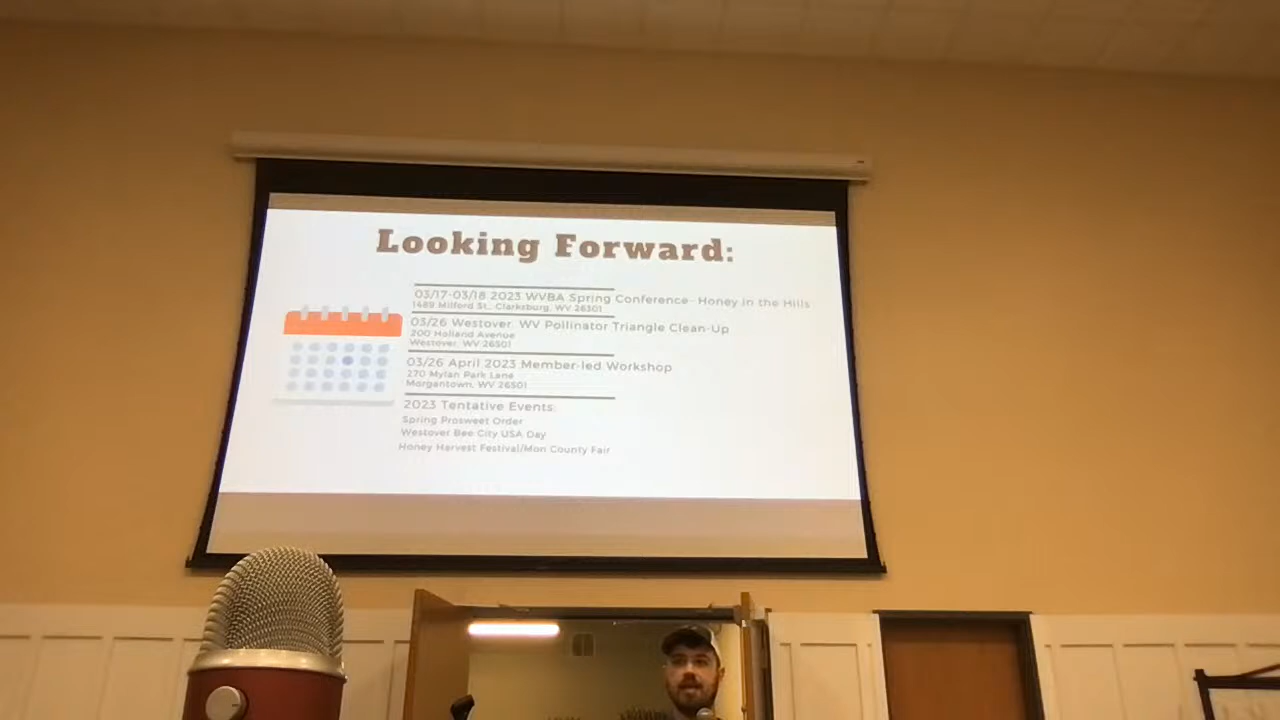 Looking Forward:
03/17-03/18 2023 WVBA Spring Conference- Honey in the Hills
1489 Milford St., Clarksburg, WV 26301
03/26 Westover, WV Pollinator Triangle Clean-Up
200 Holland Avenue
Westover, WV 26501
03/26 April 2023 Member-led Workshop
270 Mylan Park Lane
Morgantown, WV 26501
2023 Tentative Events:
Spring Prosweet Order
Westover Bee City USA Day
Honey Harvest Festival/Mon County Fair